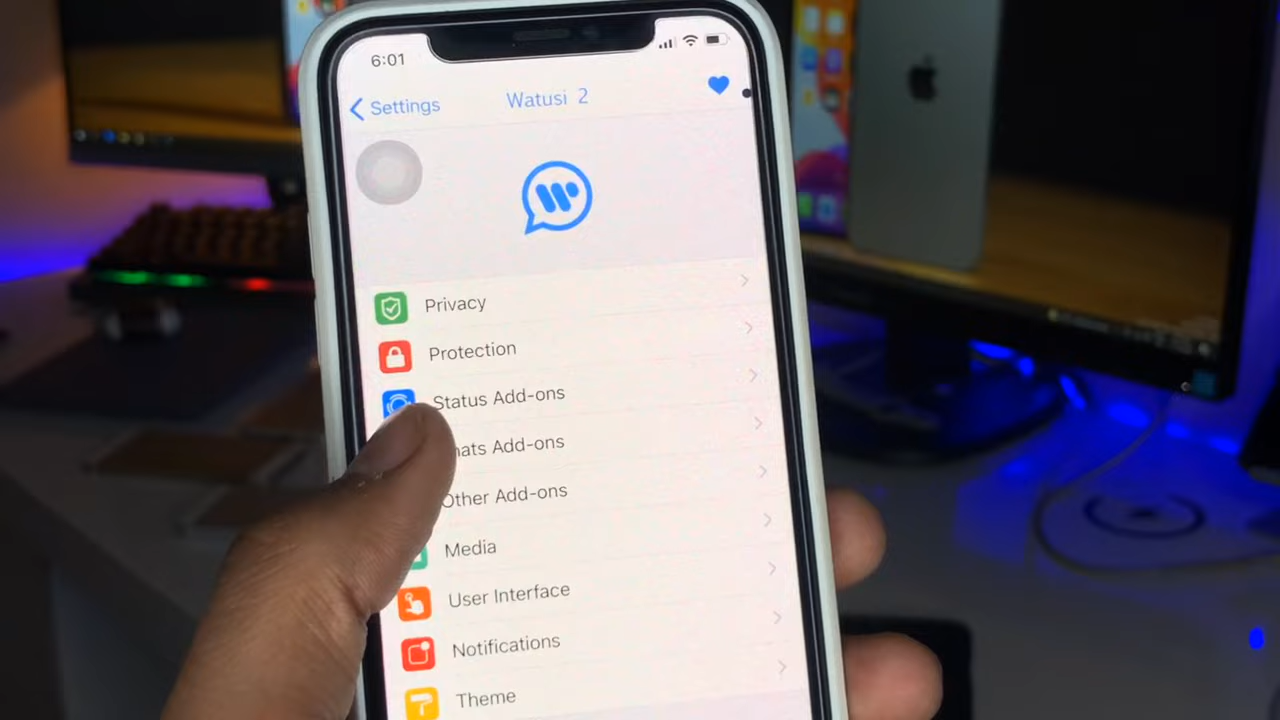 6:01
Settings
Watusi 2
Privacy
Protection
Status Add-ons
hats Add-ons
Other Add-ons
Media
User Interface
Notifications
Theme